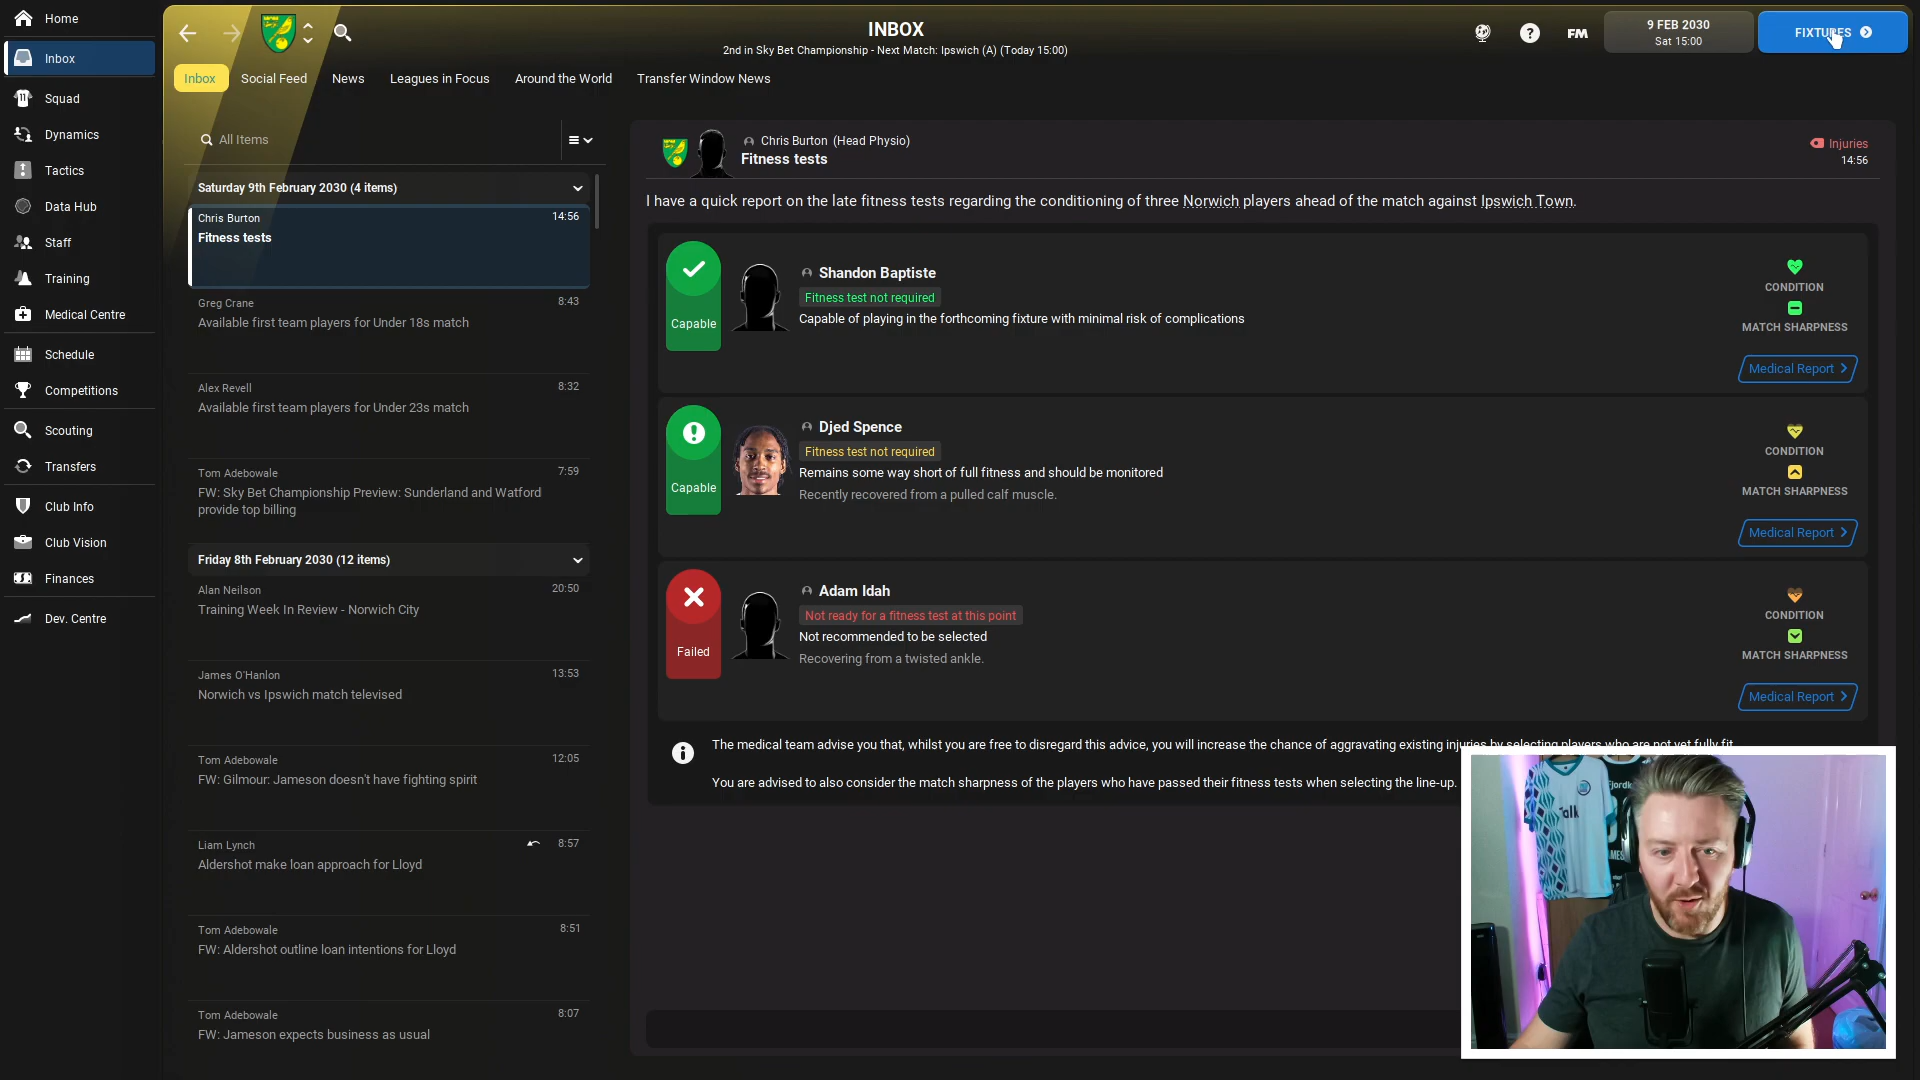 Home
Inbox
Squad
Dynamics
Tactics
Data Hub
Staff
Training
Medical Centre
Schedule
Competitions
Scouting
Transfers
Club Info
Club Vision
Finances
Dev. Centre
INBOX
2nd in Sky Bet Championship - Next Match: Ipswich (A) (Today 15:00)
FM
9 FEB 2030
Sat 15:00
FIXTURES
Inbox
Social Feed
News
Leagues in Focus
Around the World
Transfer Window News
All Items
Saturday 9th February 2030 (4 items)
Chris Burton 14:56
Fitness tests
Greg Crane 8:43
Available first team players for Under 18s match
Alex Revell 8:32
Available first team players for Under 23s match
Tom Adebowale 7:59
FW: Sky Bet Championship Preview: Sunderland and Watford
provide top billing
Friday 8th February 2030 (12 items)
Alan Neilson 20:50
Training Week In Review - Norwich City
James O'Hanlon 13:53
Norwich vs Ipswich match televised
Tom Adebowale 12:05
FW: Gilmour: Jameson doesn't have fighting spirit
Liam Lynch 8:57
Aldershot make loan approach for Lloyd
Tom Adebowale 8:51
FW: Aldershot outline loan intentions for Lloyd
Tom Adebowale 8:07
FW: Jameson expects business as usual
Chris Burton (Head Physio)
Fitness tests
Injuries
14:56
I have a quick report on the late fitness tests regarding the conditioning of three Norwich players ahead of the match against Ipswich Town.
Capable
Shandon Baptiste
Fitness test not required
Capable of playing in the forthcoming fixture with minimal risk of complications
CONDITION
MATCH SHARPNESS
Medical Report
Capable
Djed Spence
Fitness test not required
Remains some way short of full fitness and should be monitored
Recently recovered from a pulled calf muscle.
CONDITION
MATCH SHARPNESS
Medical Report
Failed
Adam Idah
Not ready for a fitness test at this point
Not recommended to be selected
Recovering from a twisted ankle.
CONDITION
MATCH SHARPNESS
Medical Report
The medical team advise you that, whilst you are free to disregard this advice, you will increase the chance of aggravating existing injuries by selecting players who are not yet fully fit.
You are advised to also consider the match sharpness of the players who have passed their fitness tests when selecting the line-up.